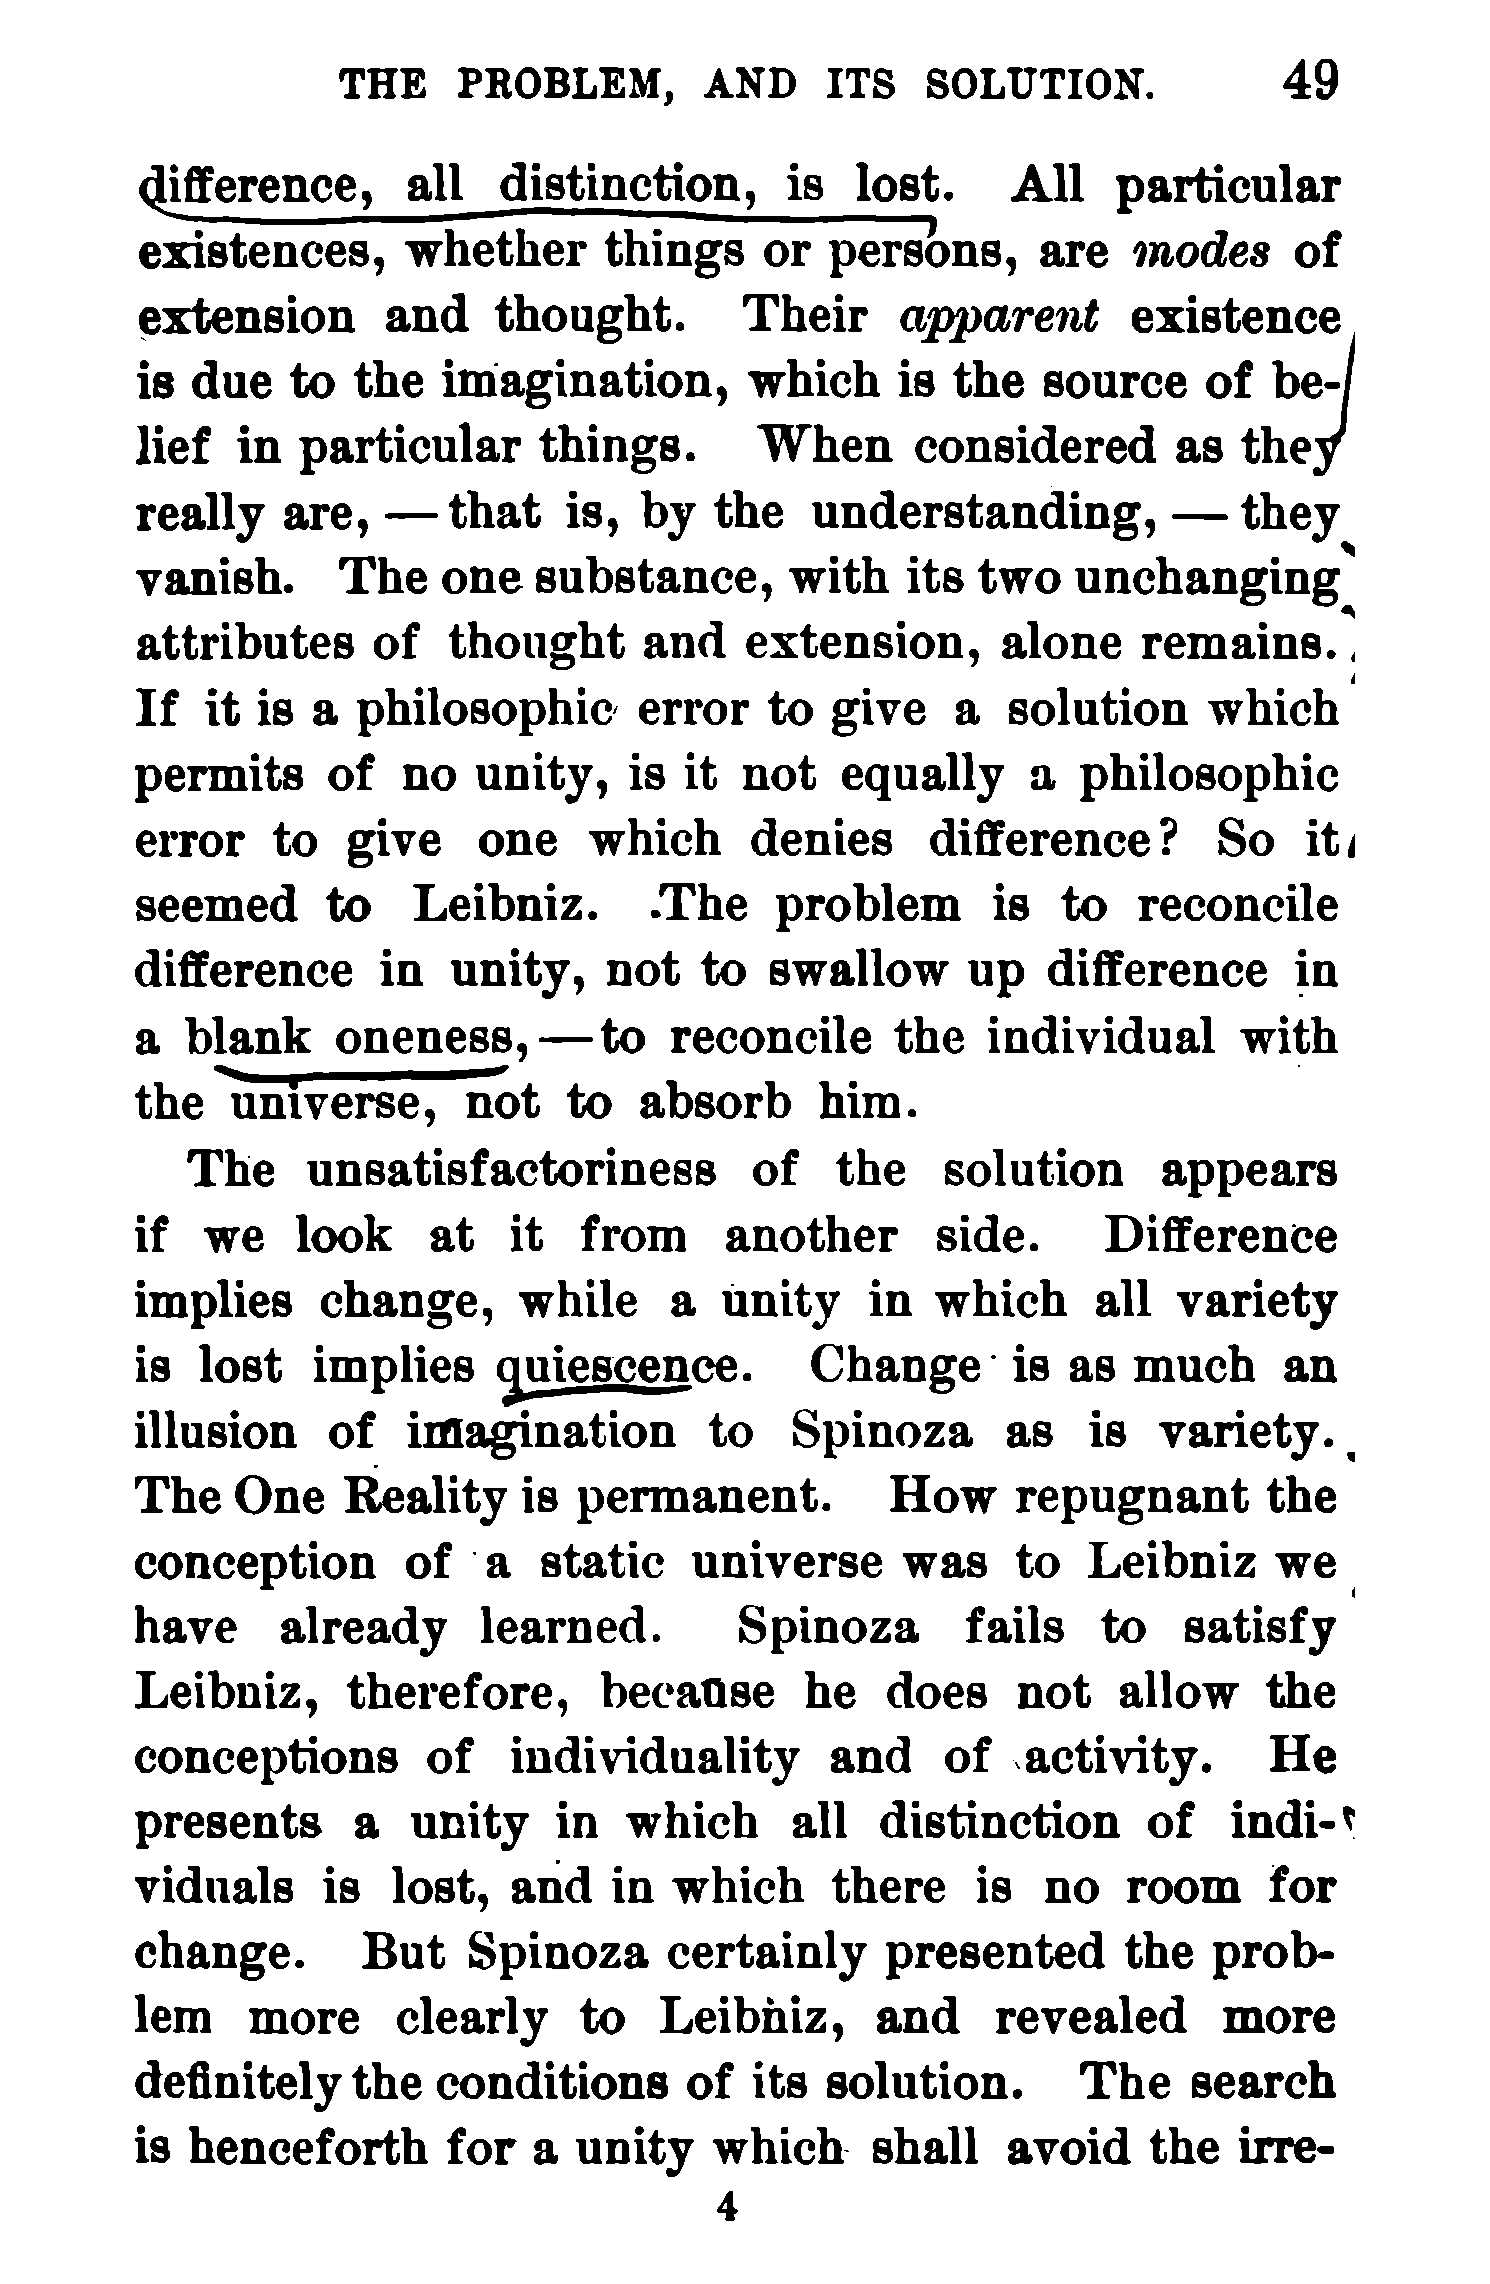 THE PROBLEM, AND ITS SOLUTION. 49
difference, all distinction, is lost. All particular
existences, whether things or persons, are modes of
extension and thought. Their apparent existence
is due to the imagination, which is the source of be-
lief in particular things. When considered as they
really are, — that is, by the understanding, — they
vanish. The one substance, with its two unchanging
attributes of thought and extension, alone remains.
If it is a philosophic error to give a solution which
permits of no unity, is it not equally a philosophic
error to give one which denies difference? So it
seemed to Leibniz. The problem is to reconcile
difference in unity, not to swallow up difference in
a blank oneness, — to reconcile the individual with
the universe, not to absorb him.
The unsatisfactoriness of the solution appears
if we look at it from another side. Difference
implies change, while a unity in which all variety
is lost implies quiescence. Change is as much an
illusion of imagination to Spinoza as is variety.
The One Reality is permanent. How repugnant the
conception of a static universe was to Leibniz we
have already learned. Spinoza fails to satisfy
Leibniz, therefore, because he does not allow the
conceptions of individuality and of activity. He
presents a unity in which all distinction of indi-
viduals is lost, and in which there is no room for
change. But Spinoza certainly presented the prob-
lem more clearly to Leibniz, and revealed more
definitely the conditions of its solution. The search
is henceforth for a unity which shall avoid the irre-
4